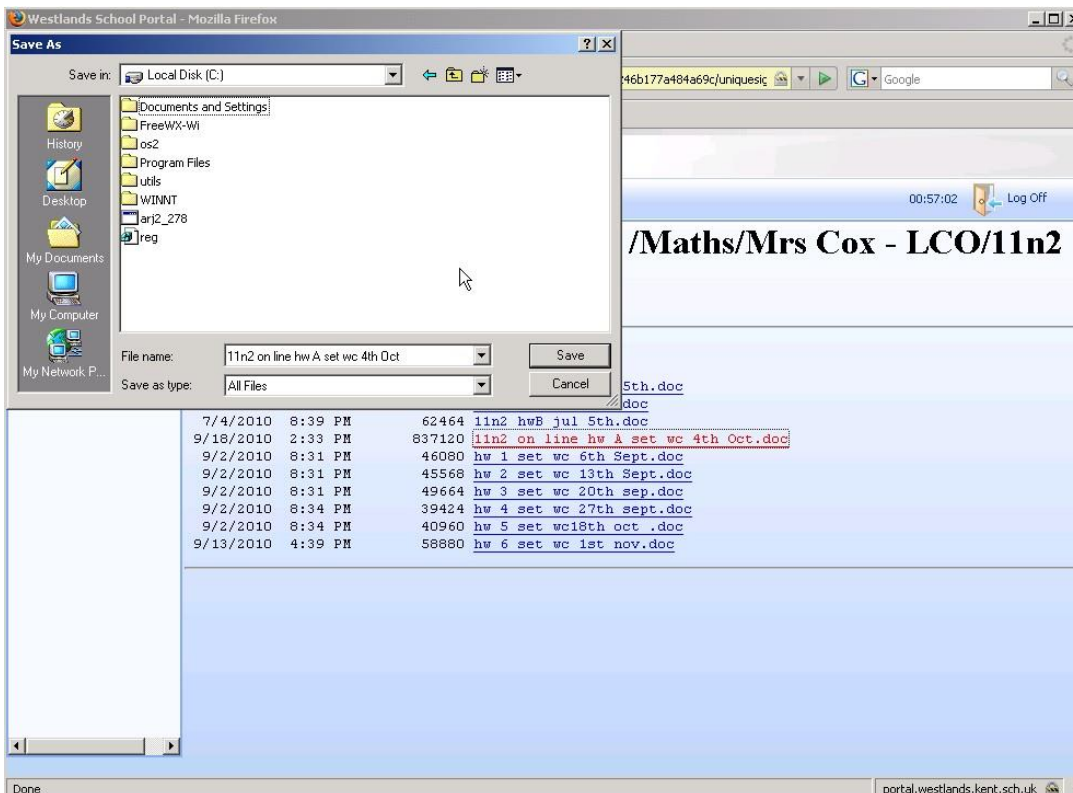 Westlands School Portal - Mozilla Firefox
Save As
Save in:
Local Disk (C:)
246b177a484a69c/uniquesig
Google
History
Desktop
My Documents
My Computer
My Network P...
Documents and Settings
FreeWX-Wi
os2
Program Files
utils
WINNT
arj2_278
reg
00:57:02
Log Off
/Maths/Mrs Cox - LCO/11n2
File name:
11n2 on line hw A set wc 4th Oct
Save
Save as type:
All Files
Cancel
5th.doc
doc
7/4/2010 8:39 PM 62464 11n2 hwB jul 5th.doc
9/18/2010 2:33 PM 837120 11n2 on line hw A set wc 4th Oct.doc
9/2/2010 8:31 PM 46080 hw 1 set wc 6th Sept.doc
9/2/2010 8:31 PM 45568 hw 2 set wc 13th Sept.doc
9/2/2010 8:31 PM 49664 hw 3 set wc 20th sep.doc
9/2/2010 8:34 PM 39424 hw 4 set wc 27th sept.doc
9/2/2010 8:34 PM 40960 hw 5 set wc18th oct .doc
9/13/2010 4:39 PM 58880 hw 6 set wc 1st nov.doc
Done
portal.westlands.kent.sch.uk